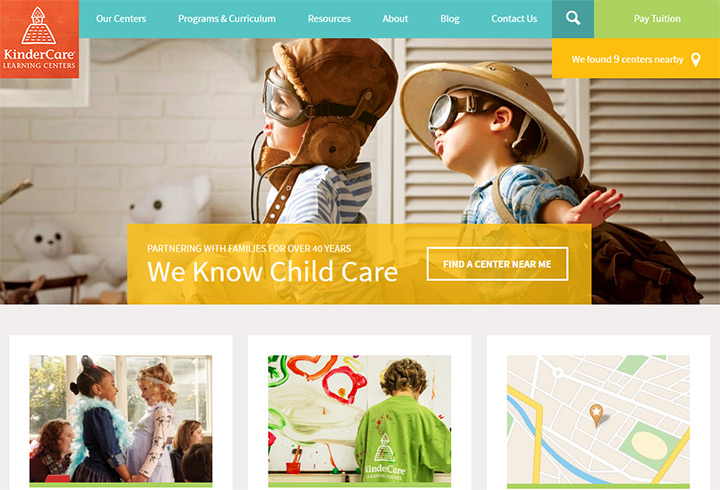 KinderCare
LEARNING CENTERS
Our Centers
Programs & Curriculum
Resources
About
Blog
Contact Us
Pay Tuition
We found 9 centers nearby
PARTNERING WITH FAMILIES FOR OVER 40 YEARS
We Know Child Care
FIND A CENTER NEAR ME
KindeCare
LEARNING CENTERS